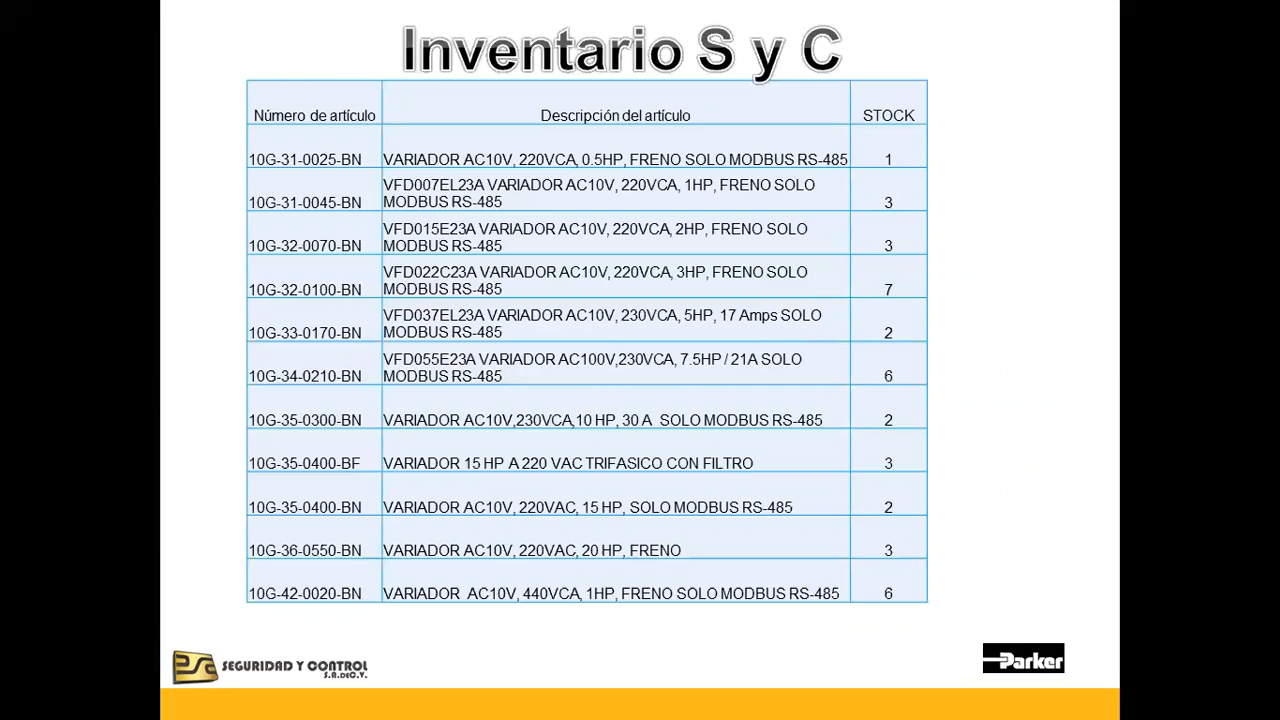 Inventario S y C
Número de artículo Descripción del artículo STOCK
10G-31-0025-BN VARIADOR AC10V, 220VCA, 0.5HP, FRENO SOLO MODBUS RS-485 1
VFD007EL23A VARIADOR AC10V, 220VCA, 1HP, FRENO SOLO
10G-31-0045-BN MODBUS RS-485 3
VFD015E23A VARIADOR AC10V, 220VCA, 2HP, FRENO SOLO
10G-32-0070-BN MODBUS RS-485 3
VFD022C23A VARIADOR AC10V, 220VCA, 3HP, FRENO SOLO
10G-32-0100-BN MODBUS RS-485 7
VFD037EL23A VARIADOR AC10V, 230VCA, 5HP, 17 Amps SOLO
10G-33-0170-BN MODBUS RS-485 2
VFD055E23A VARIADOR AC100V,230VCA, 7.5HP / 21A SOLO
10G-34-0210-BN MODBUS RS-485 6
10G-35-0300-BN VARIADOR AC10V,230VCA,10 HP, 30 A SOLO MODBUS RS-485 2
10G-35-0400-BF VARIADOR 15 HP A 220 VAC TRIFASICO CON FILTRO 3
10G-35-0400-BN VARIADOR AC10V, 220VAC, 15 HP, SOLO MODBUS RS-485 2
10G-36-0550-BN VARIADOR AC10V, 220VAC, 20 HP, FRENO 3
10G-42-0020-BN VARIADOR AC10V, 440VCA, 1HP, FRENO SOLO MODBUS RS-485 6
SEGURIDAD Y CONTROL
S.A.DEC.V.
Parker